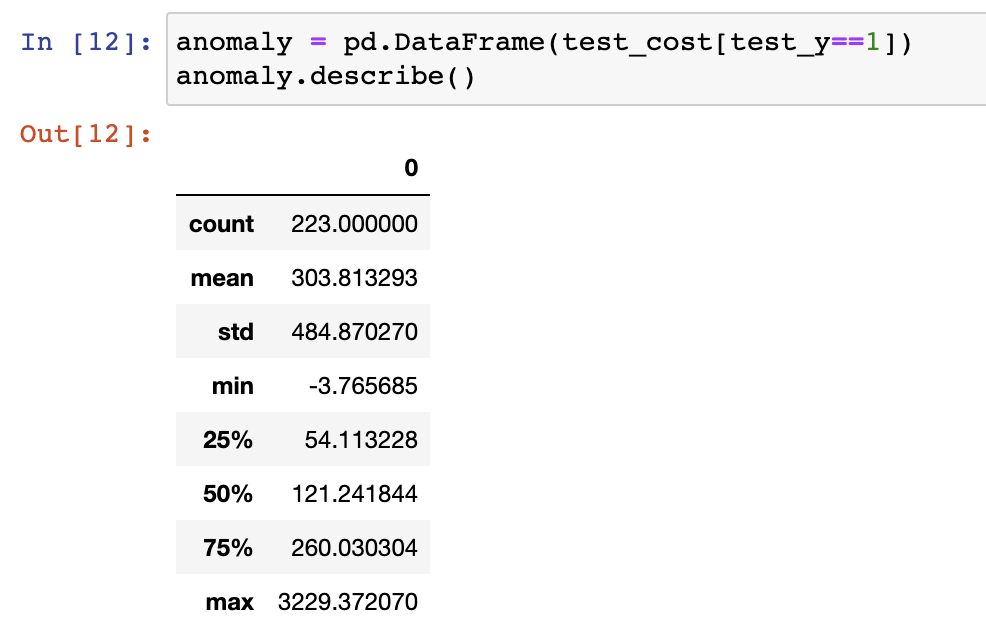 In [12]: anomaly = pd.DataFrame(test_cost[test_y==1])
anomaly.describe()
Out[12]:
0
count 223.000000
mean 303.813293
std 484.870270
min -3.765685
25% 54.113228
50% 121.241844
75% 260.030304
max 3229.372070